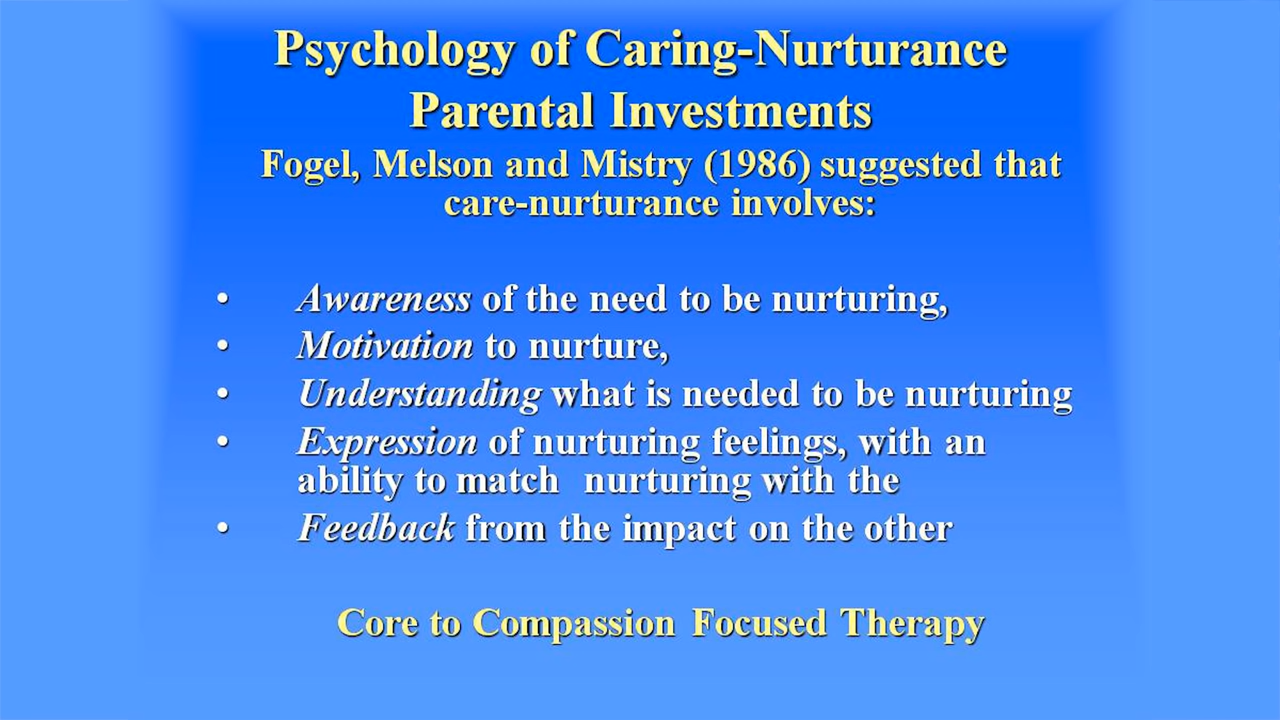 Psychology of Caring-Nurturance
Parental Investments
Fogel, Melson and Mistry (1986) suggested that
care-nurturance involves:
• Awareness of the need to be nurturing,
• Motivation to nurture,
• Understanding what is needed to be nurturing
• Expression of nurturing feelings, with an
ability to match nurturing with the
• Feedback from the impact on the other
Core to Compassion Focused Therapy